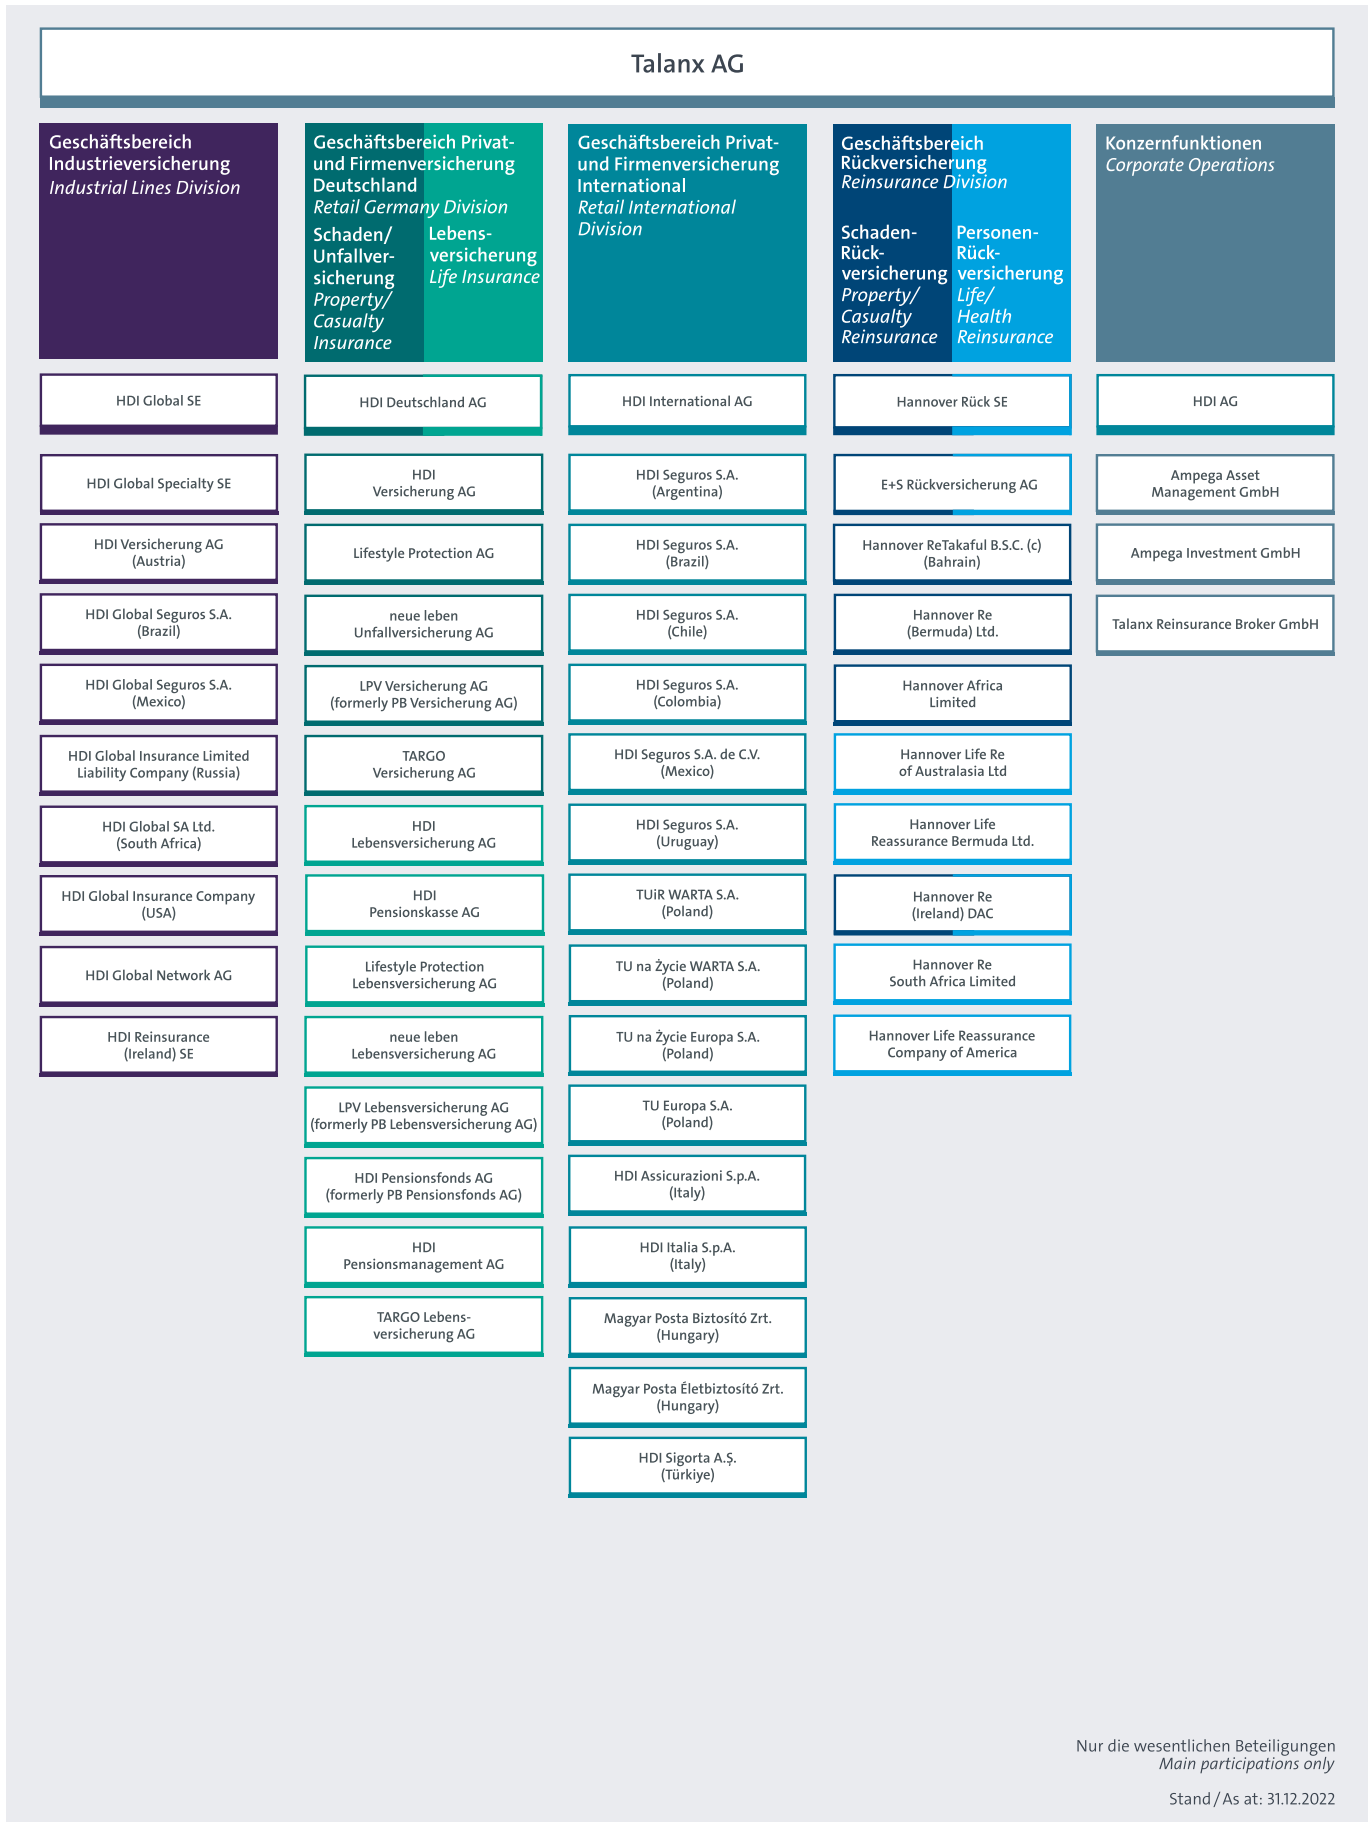 Talanx AG
Geschäftsbereich
Industrieversicherung
Industrial Lines Division
Geschäftsbereich Privat-
und Firmenversicherung
Deutschland
Retail Germany Division
Schaden/
Unfallver-
sicherung
Property/
Casualty
Insurance
Lebens-
versicherung
Life Insurance
Geschäftsbereich Privat-
und Firmenversicherung
International
Retail International
Division
Geschäftsbereich
Rückversicherung
Reinsurance Division
Schaden-
Rück-
versicherung
Property/
Casualty
Reinsurance
Personen-
Rück-
versicherung
Life/
Health
Reinsurance
Konzernfunktionen
Corporate Operations
HDI Global SE
HDI Global Specialty SE
HDI Versicherung AG
(Austria)
HDI Global Seguros S.A.
(Brazil)
HDI Global Seguros S.A.
(Mexico)
HDI Global Insurance Limited
Liability Company (Russia)
HDI Global SA Ltd.
(South Africa)
HDI Global Insurance Company
(USA)
HDI Global Network AG
HDI Reinsurance
(Ireland) SE
HDI Deutschland AG
HDI
Versicherung AG
Lifestyle Protection AG
neue leben
Unfallversicherung AG
LPV Versicherung AG
(formerly PB Versicherung AG)
TARGO
Versicherung AG
HDI
Lebensversicherung AG
HDI
Pensionskasse AG
Lifestyle Protection
Lebensversicherung AG
neue leben
Lebensversicherung AG
LPV Lebensversicherung AG
(formerly PB Lebensversicherung AG)
HDI Pensionsfonds AG
(formerly PB Pensionsfonds AG)
HDI
Pensionsmanagement AG
TARGO Lebens-
versicherung AG
HDI International AG
HDI Seguros S.A.
(Argentina)
HDI Seguros S.A.
(Brazil)
HDI Seguros S.A.
(Chile)
HDI Seguros S.A.
(Colombia)
HDI Seguros S.A. de C.V.
(Mexico)
HDI Seguros S.A.
(Uruguay)
TUiR WARTA S.A.
(Poland)
TU na Życie WARTA S.A.
(Poland)
TU na Życie Europa S.A.
(Poland)
TU Europa S.A.
(Poland)
HDI Assicurazioni S.p.A.
(Italy)
HDI Italia S.p.A.
(Italy)
Magyar Posta Biztosító Zrt.
(Hungary)
Magyar Posta Életbiztosító Zrt.
(Hungary)
HDI Sigorta A.Ş.
(Türkiye)
Hannover Rück SE
E+S Rückversicherung AG
Hannover ReTakaful B.S.C. (c)
(Bahrain)
Hannover Re
(Bermuda) Ltd.
Hannover Africa
Limited
Hannover Life Re
of Australasia Ltd
Hannover Life
Reassurance Bermuda Ltd.
Hannover Re
(Ireland) DAC
Hannover Re
South Africa Limited
Hannover Life Reassurance
Company of America
HDI AG
Ampega Asset
Management GmbH
Ampega Investment GmbH
Talanx Reinsurance Broker GmbH
Nur die wesentlichen Beteiligungen
Main participations only
Stand / As at: 31.12.2022